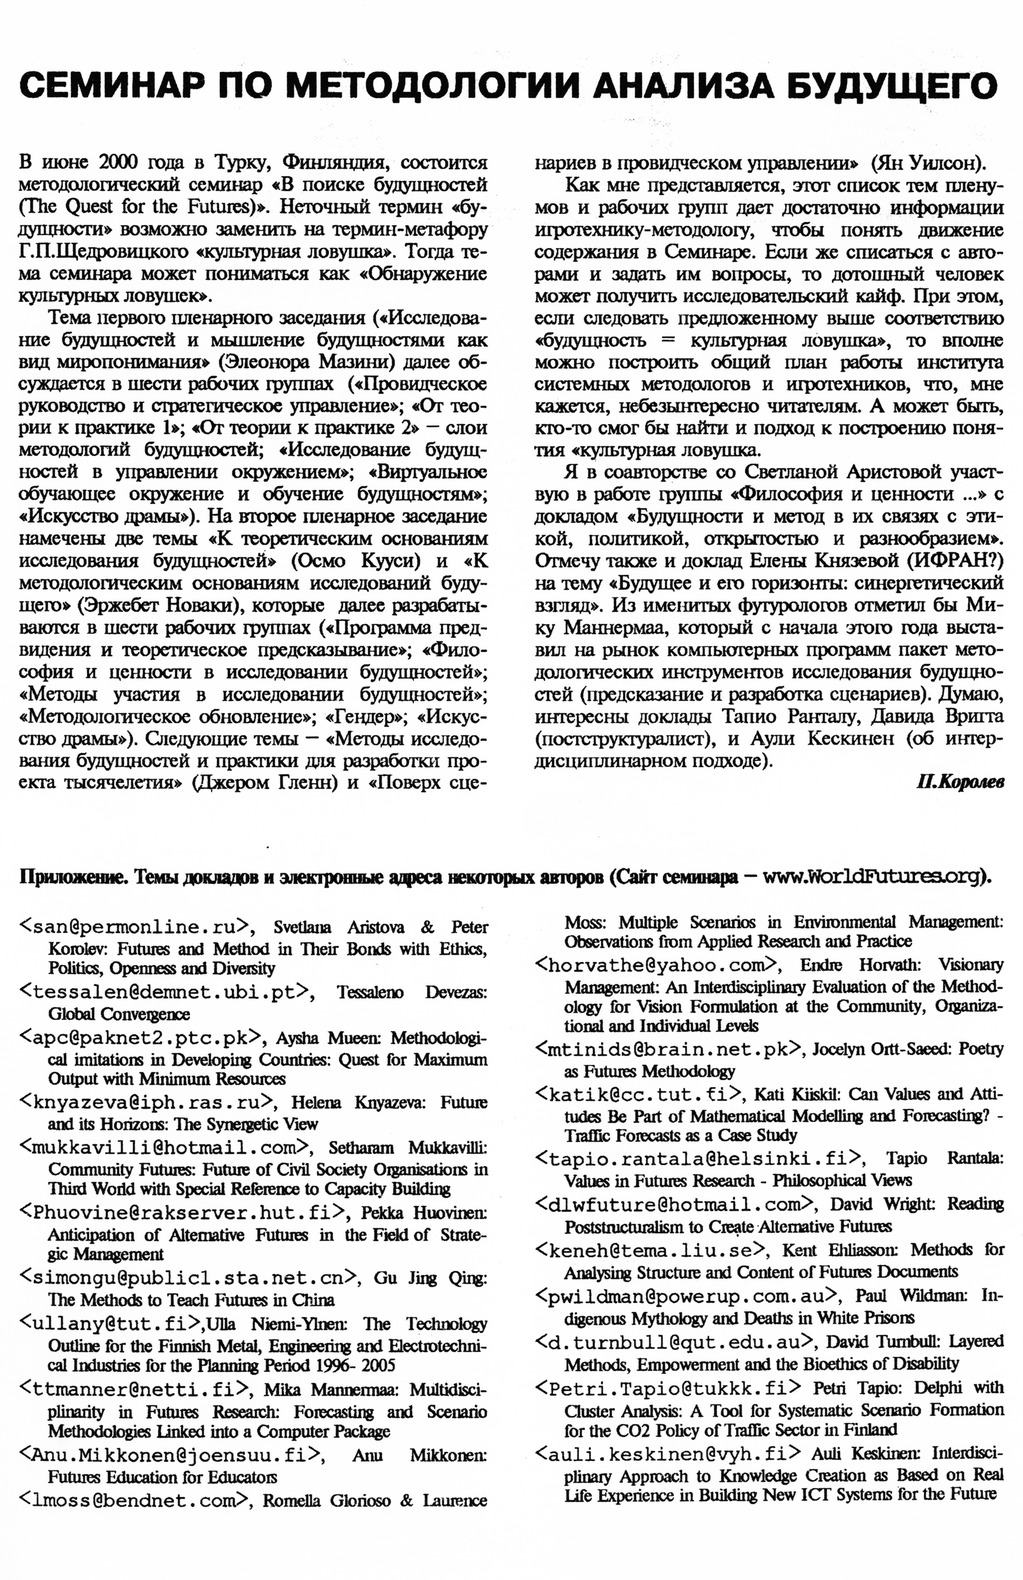 СЕМИНАР ПО МЕТОДОЛОГИИ АНАЛИЗА БУДУЩЕГО
В июне 2000 года в Турку, Финляндия, состоится
методологический семинар «В поиске будущностей
(The Quest for the Futures)». Неточный термин «бу-
дущности» возможно заменить на термин-метафору
Г.П.Щедровицкого «культурная ловушка». Тогда те-
ма семинара может пониматься как «Обнаружение
культурных ловушек».
Тема первого пленарного заседания («Исследова-
ние будущностей и мышление будущностями как
вид миропонимания» (Элеонора Мазини) далее об-
суждается в шести рабочих группах («Провидческое
руководство и стратегическое управление»; «От тео-
рии к практике 1»; «От теории к практике 2» — слои
методологий будущностей; «Исследование будущ-
ностей в управлении окружением»; «Виртуальное
обучающее окружение и обучение будущностям»;
«Искусство драмы»). На второе пленарное заседание
намечены две темы «К теоретическим основаниям
исследования будущностей» (Осмо Кууси) и «К
методологическим основаниям исследований буду-
щего» (Эржебет Новаки), которые далее разрабаты-
ваются в шести рабочих группах («Программа пред-
видения и теоретическое предсказывание»; «Фило-
софия и ценности в исследовании будущностей»;
«Методы участия в исследовании будущностей»;
«Методологическое обновление»; «Гендер»; «Искус-
ство драмы»). Следующие темы — «Методы исследо-
вания будущностей и практики для разработки про-
екта тысячелетия» (Джером Гленн) и «Поверх сце-
нариев в провидческом управлении» (Ян Уилсон).
Как мне представляется, этот список тем плену-
мов и рабочих групп дает достаточно информации
игротехнику-методологу, чтобы понять движение
содержания в Семинаре. Если же списаться с авто-
рами и задать им вопросы, то дотошный человек
может получить исследовательский кайф. При этом,
если следовать предложенному выше соответствию
«будущность = культурная ловушка», то вполне
можно построить общий план работы института
системных методологов и игротехников, что, мне
кажется, небезынтересно читателям. А может быть,
кто-то смог бы найти и подход к построению поня-
тия «культурная ловушка.
Я в соавторстве со Светланой Аристовой участ-
вую в работе группы «Философия и ценности ...» с
докладом «Будущности и метод в их связях с эти-
кой, политикой, открытостью и разнообразием».
Отмечу также и доклад Елены Князевой (ИФРАН?)
на тему «Будущее и его горизонты: синергетический
взгляд». Из именитых футурологов отметил бы Ми-
ку Маннермаа, который с начала этого года выста-
вил на рынок компьютерных программ пакет мето-
дологических инструментов исследования будущно-
стей (предсказание и разработка сценариев). Думаю,
интересны доклады Тапио Ранталу, Давида Вригта
(постструктуралист), и Аули Кескинен (об интер-
дисциплинарном подходе).
П.Королев
Приложение. Темы докладов и электронные адреса некоторых авторов (Сайт семинара — www.WorldFutures.org).
<san@permonline.ru>, Svetlana Aristova & Peter
Korolev: Futures and Method in Their Bonds with Ethics,
Politics, Openness and Diversity
<tessalen@demnet.ubi.pt>, Tessaleno Devezas:
Global Convergence
<apc@paknet2.ptc.pk>, Aysha Mueen: Methodologi-
cal imitations in Developing Countries: Quest for Maximum
Output with Minimum Resources
<knyazeva@iph.ras.ru>, Helena Knyazeva: Future
and its Horizons: The Synergetic View
<mukkavilli@hotmail.com>, Setharam Mukkavilli:
Community Futures: Future of Civil Society Organisations in
Third World with Special Reference to Capacity Building
<Phuovine@rakserver.hut.fi>, Pekka Huovinen:
Anticipation of Alternative Futures in the Field of Strate-
gic Management
<simongu@public1.sta.net.cn>, Gu Jing Qing:
The Methods to Teach Futures in China
<ullany@tut.fi>,Ulla Niemi-Ylnen: The Technology
Outline for the Finnish Metal, Engineering and Electrotechni-
cal Industries for the Planning Period 1996- 2005
<ttmanner@netti.fi>, Mika Mannermaa: Multidisci-
plinarity in Futures Research: Forecasting and Scenario
Methodologies Linked into a Computer Package
<Anu.Mikkonen@joensuu.fi>, Anu Mikkonen:
Futures Education for Educators
<lmoss@bendnet.com>, Romella Glorioso & Laurence
Moss: Multiple Scenarios in Environmental Management:
Observations from Applied Research and Practice
<horvathe@yahoo.com>, Endre Horvath: Visionary
Management: An Interdisciplinary Evaluation of the Method-
ology for Vision Formulation at the Community, Organiza-
tional and Individual Levels
<mtinids@brain.net.pk>, Jocelyn Ortt-Saeed: Poetry
as Futures Methodology
<katik@cc.tut.fi>, Kati Kiiskil: Can Values and Atti-
tudes Be Part of Mathematical Modelling and Forecasting? -
Traffic Forecasts as a Case Study
<tapio.rantala@helsinki.fi>, Tapio Rantala:
Values in Futures Research - Philosophical Views
<dlwfuture@hotmail.com>, David Wright: Reading
Poststructuralism to Create Alternative Futures
<keneh@tema.liu.se>, Kent Ehliasson: Methods for
Analysing Structure and Content of Futures Documents
<pwildman@powerup.com.au>, Paul Wildman: In-
digenous Mythology and Deaths in White Prisons
<d.turnbull@qut.edu.au>, David Turnbull: Layered
Methods, Empowerment and the Bioethics of Disability
<Petri.Tapio@tukkk.fi> Petri Tapio: Delphi with
Cluster Analysis: A Tool for Systematic Scenario Formation
for the CO2 Policy of Traffic Sector in Finland
<auli.keskinen@vyh.fi> Auli Keskinen: Interdisci-
plinary Approach to Knowledge Creation as Based on Real
Life Experience in Building New ICT Systems for the Future